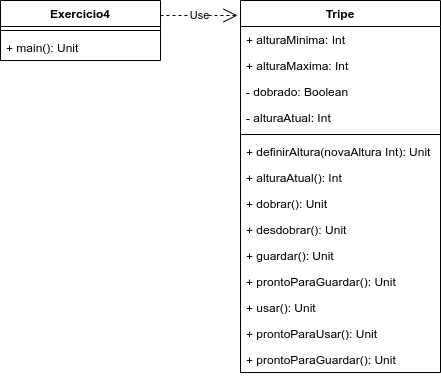 Exercicio4
+ main(): Unit
Use
Tripe
+ alturaMinima: Int
+ alturaMaxima: Int
- dobrado: Boolean
- alturaAtual: Int
+ definirAltura(novaAltura Int): Unit
+ alturaAtual(): Int
+ dobrar(): Unit
+ desdobrar(): Unit
+ guardar(): Unit
+ prontoParaGuardar(): Unit
+ usar(): Unit
+ prontoParaUsar(): Unit
+ prontoParaGuardar(): Unit